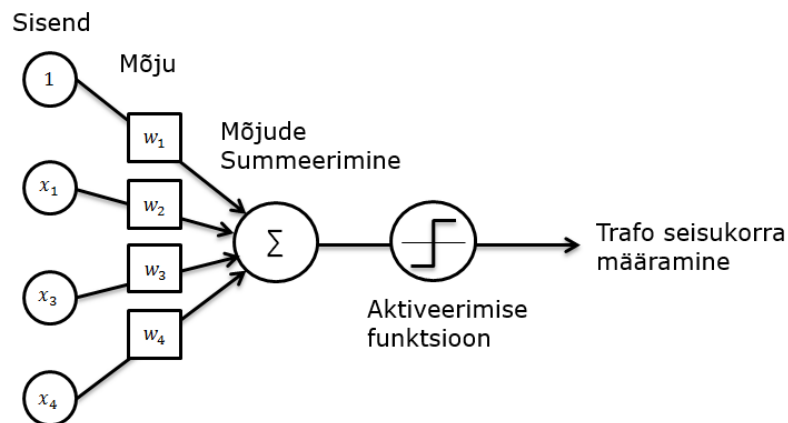 Sisend
Mõju
1
w₁
Mõjude
Summeerimine
x₁
w₂
∑
Trafo seisukorra
määramine
x₃
w₃
Aktiveerimise
funktsioon
w₄
x₄